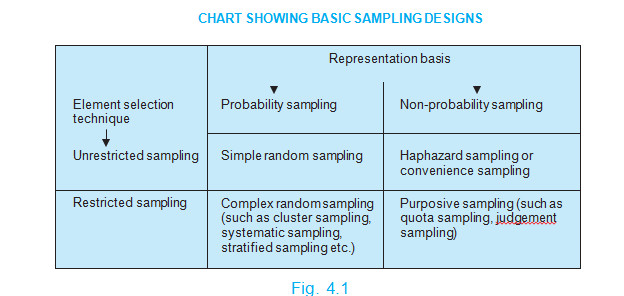 CHART SHOWING BASIC SAMPLING DESIGNS
Representation basis
Element selection
technique
Probability sampling
Non-probability sampling
Unrestricted sampling
Simple random sampling
Haphazard sampling or
convenience sampling
Restricted sampling
Complex random sampling
(such as cluster sampling,
systematic sampling,
stratified sampling etc.)
Purposive sampling (such as
quota sampling, judgement
sampling)
Fig. 4.1